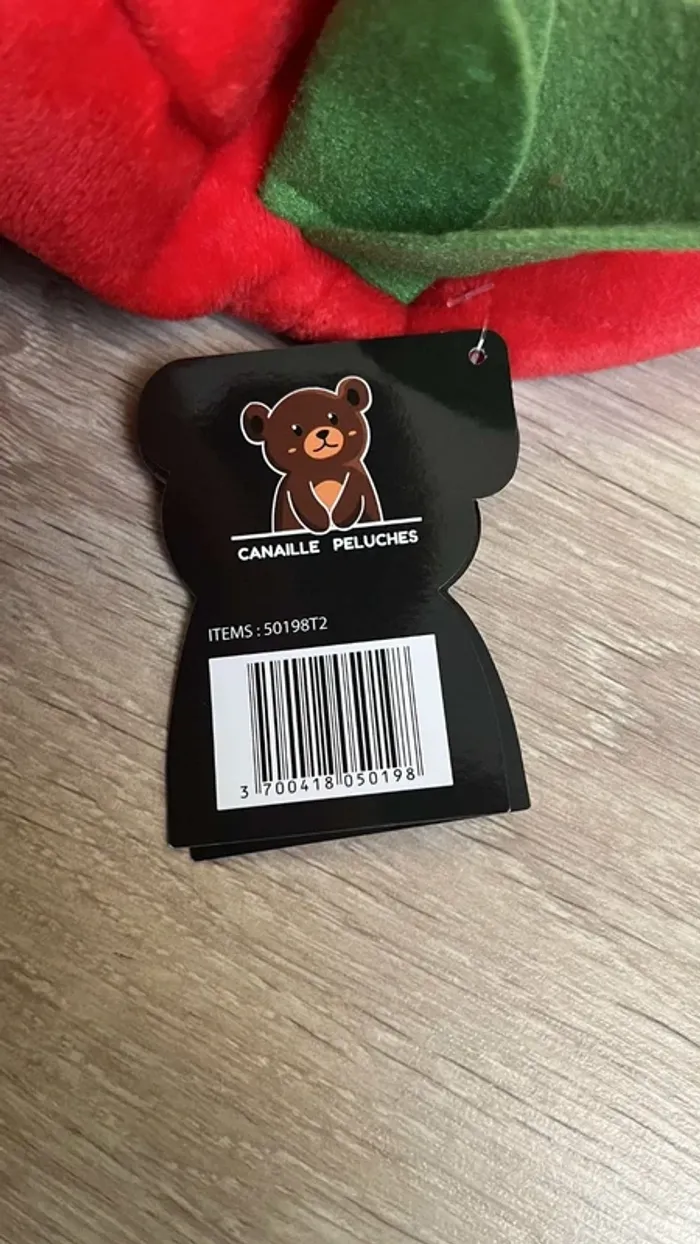 CANAILLE PELUCHES
ITEMS : 50198T2
3 700418 050198